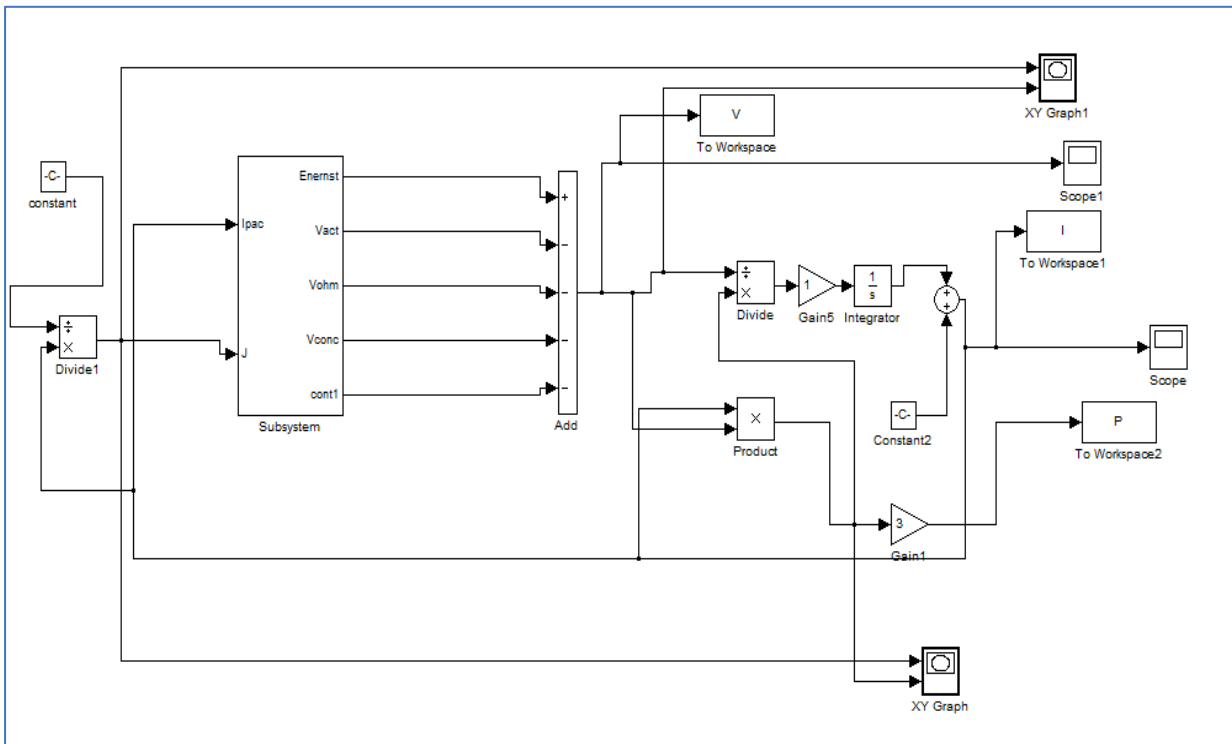 XY Graph1
V
To Workspace
-C-
constant
Scope1
Enernst
Ipac
Vact
Vohm
Vconc
cont1
J
Subsystem
+
−
−
−
−
Add
I
To Workspace1
÷
×
Divide
1
Gain5
1
s
Integrator
+
+
÷
×
Divide1
Scope
-C-
Constant2
×
Product
P
To Workspace2
3
Gain1
XY Graph